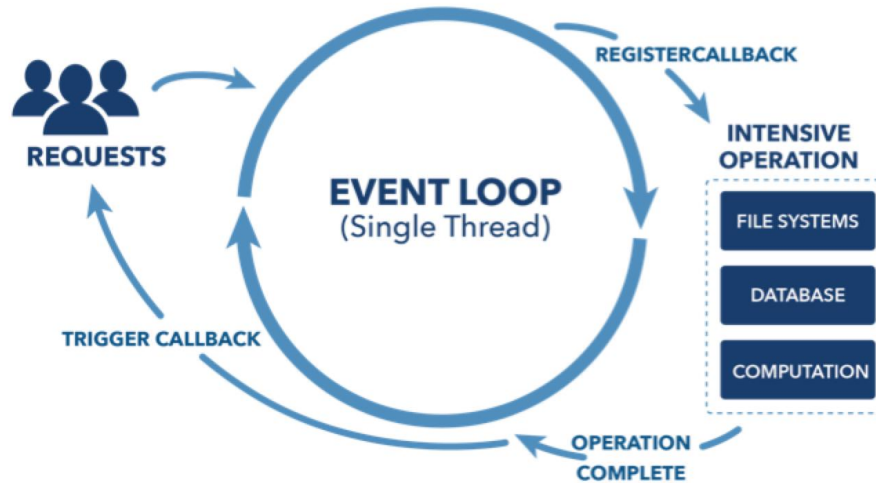 REQUESTS
REGISTERCALLBACK
INTENSIVE
OPERATION
EVENT LOOP
(Single Thread)
FILE SYSTEMS
DATABASE
COMPUTATION
TRIGGER CALLBACK
OPERATION
COMPLETE